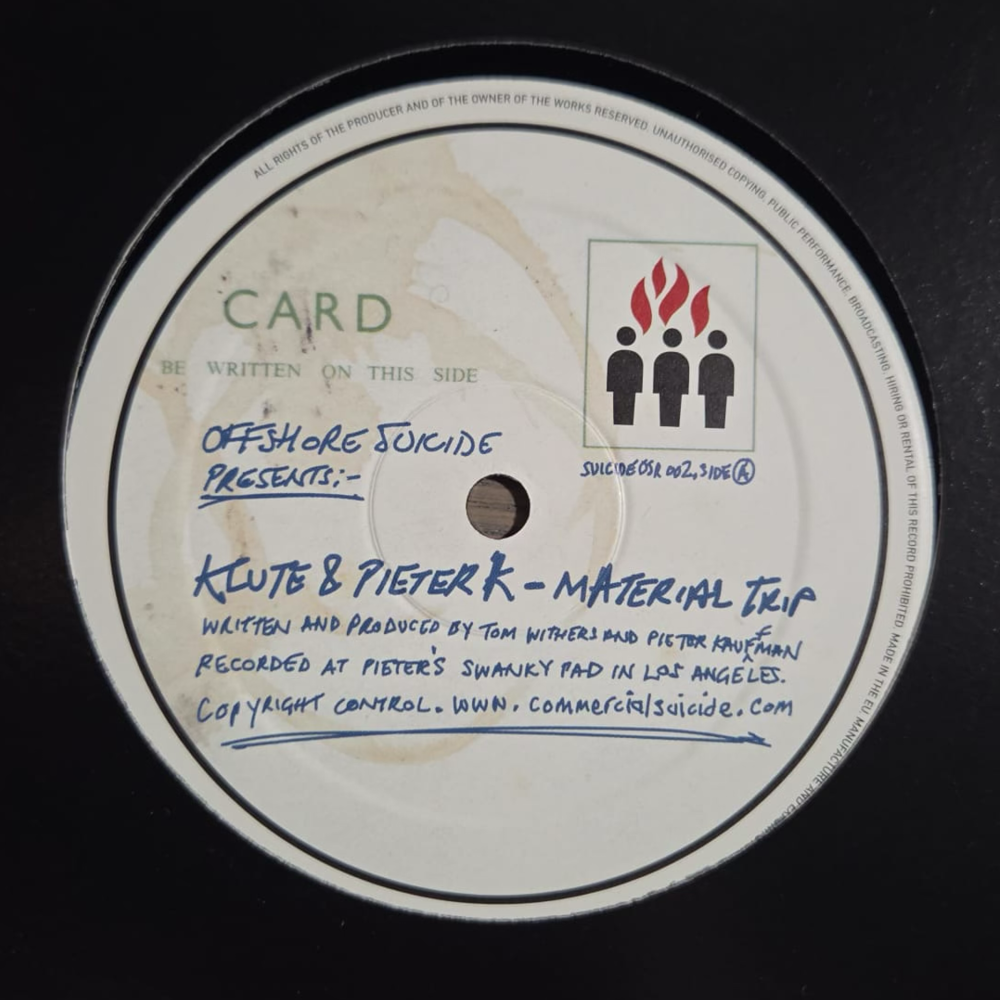 ALL RIGHTS OF THE PRODUCER AND OF THE OWNER OF THE WORKS RESERVED. UNAUTHORISED COPYING, PUBLIC PERFORMANCE, BROADCASTING, HIRING OR RENTAL OF THIS RECORD PROHIBITED. MADE IN THE EU. MANUFACTURE AND
CARD
BE WRITTEN ON THIS SIDE
OFFSHORE SUICIDE
PRESENTS:-
SUICIDE OSR 002, SIDE A
KLUTE & PIETER K - MATERIAL TRIP
WRITTEN AND PRODUCED BY TOM WITHERS AND PIETER KAUFFMAN
RECORDED AT PIETER'S SWANKY PAD IN LOS ANGELES.
COPYRIGHT CONTROL. WWW.commercialsuicide.com